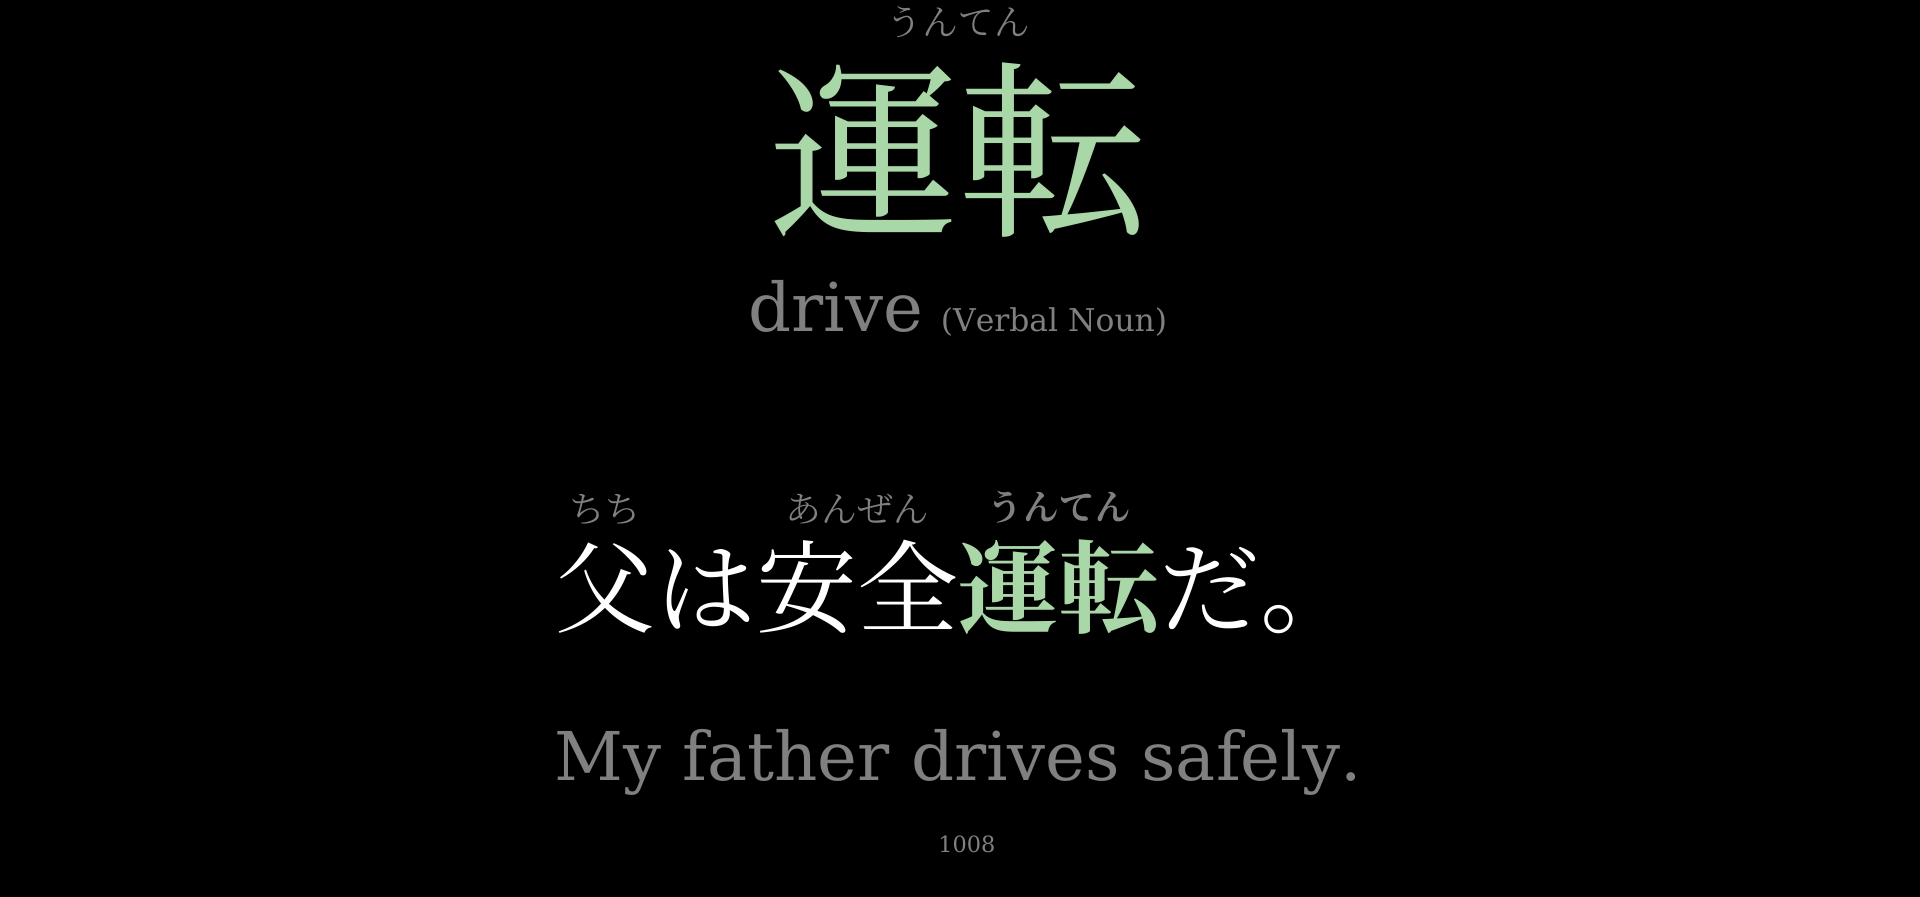 うんてん
運転
drive (Verbal Noun)
ちち あんぜん うんてん
父は安全運転だ。
My father drives safely.
1008